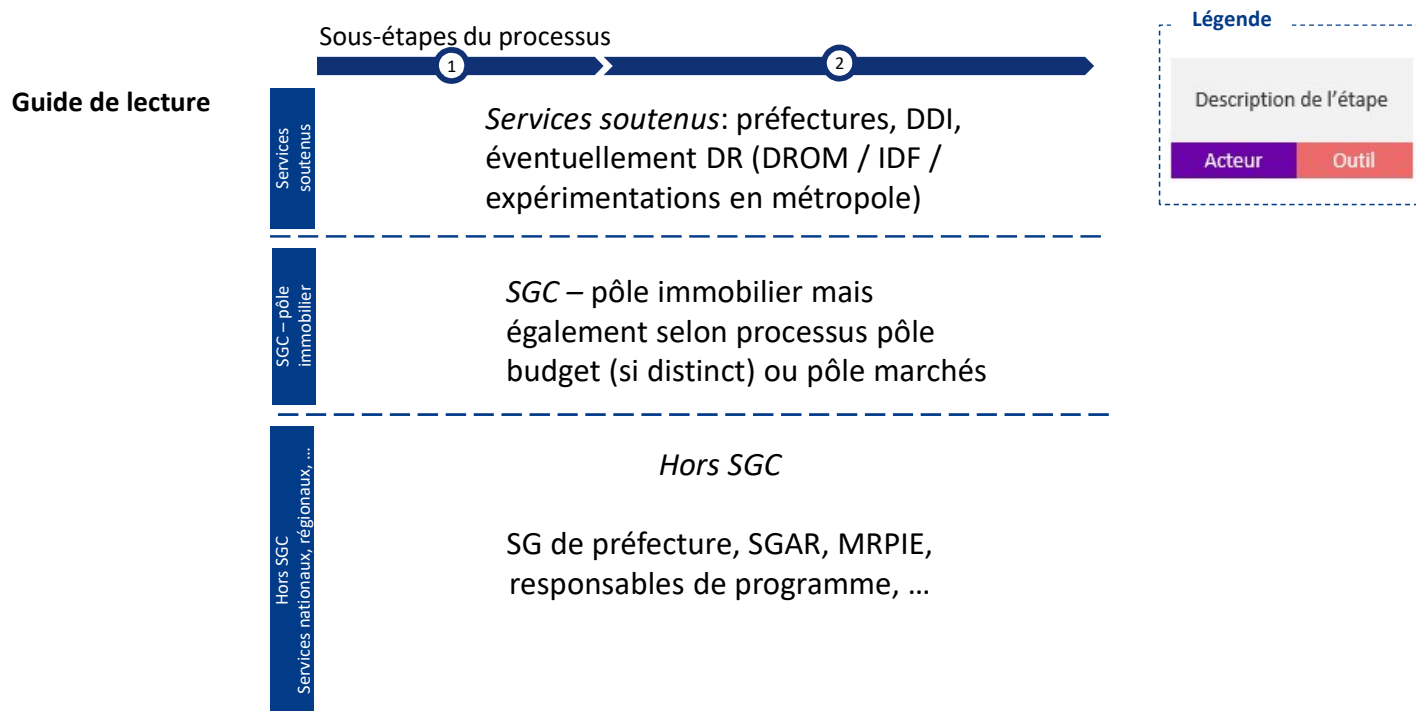 Guide de lecture
Sous-étapes du processus
1
2
Services
soutenus
Services soutenus: préfectures, DDI,
éventuellement DR (DROM / IDF /
expérimentations en métropole)
SGC – pôle
immobilier
SGC – pôle immobilier mais
également selon processus pôle
budget (si distinct) ou pôle marchés
Hors SGC
Services nationaux, régionaux, ...
Hors SGC
SG de préfecture, SGAR, MRPIE,
responsables de programme, ...
Légende
Description de l'étape
Acteur
Outil